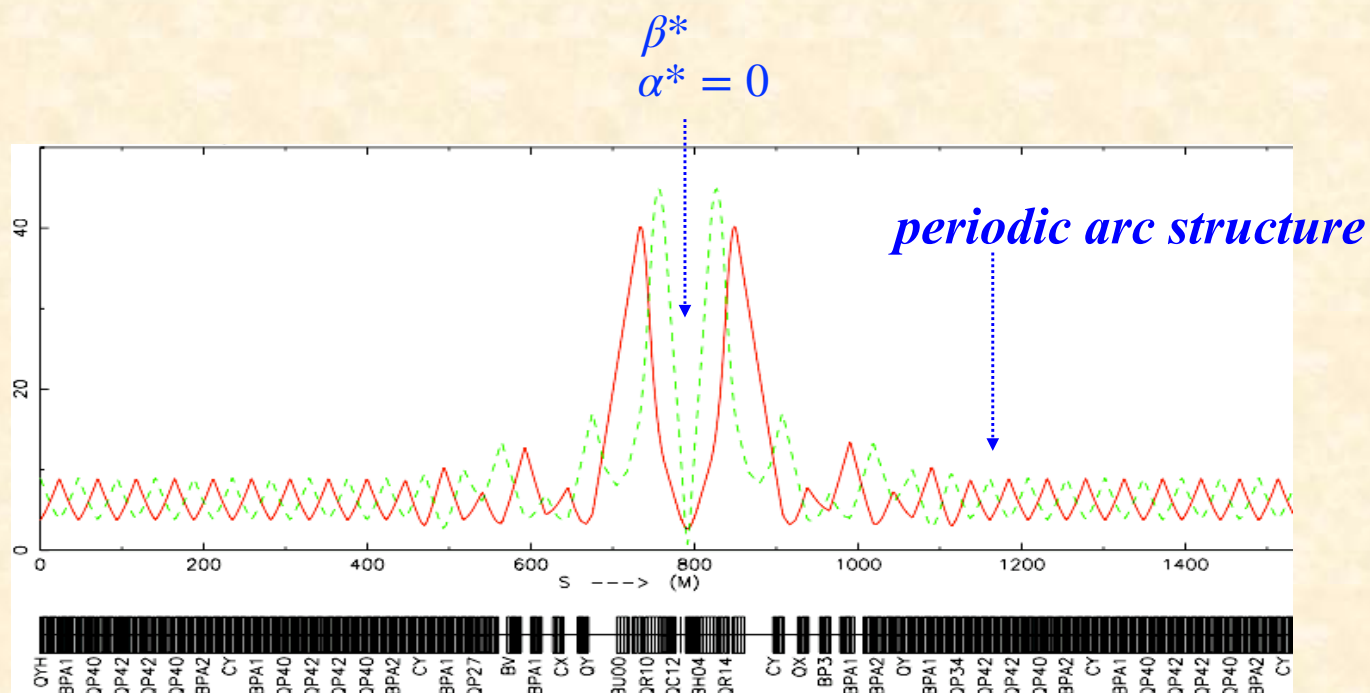 β*
α* = 0
periodic arc structure
40
20
0
0 200 400 600 800 1000 1200 1400
S ----> (M)
QYH BPA1 QP40 QP42 QP42 QP40 BPA2 CY BPA1 QP40 QP42 QP42 QP40 BPA2 CY BPA1 QP27 BV BPA1 CX QY BU00 QR10 QC12 BH04 QR14 CY QX BP3 BPA1 BPA2 QY BPA1 QP34 QP42 QP42 QP40 BPA2 CY BPA1 QP40 QP42 QP42 QP40 BPA2 CY